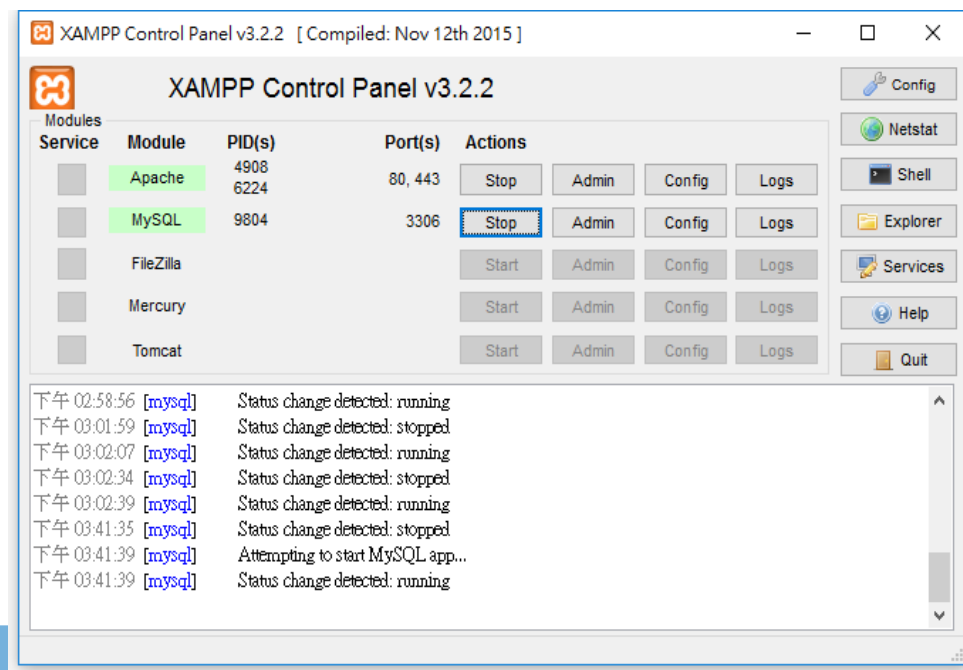 XAMPP Control Panel v3.2.2 [ Compiled: Nov 12th 2015 ]
XAMPP Control Panel v3.2.2
Config
Modules
Netstat
Service Module PID(s) Port(s) Actions
Apache 4908 6224 80, 443 Stop Admin Config Logs
Shell
MySQL 9804 3306 Stop Admin Config Logs
Explorer
FileZilla Start Admin Config Logs
Services
Mercury Start Admin Config Logs
Help
Tomcat Start Admin Config Logs
Quit
下午 02:58:56 [mysql] Status change detected: running
下午 03:01:59 [mysql] Status change detected: stopped
下午 03:02:07 [mysql] Status change detected: running
下午 03:02:34 [mysql] Status change detected: stopped
下午 03:02:39 [mysql] Status change detected: running
下午 03:41:35 [mysql] Status change detected: stopped
下午 03:41:39 [mysql] Attempting to start MySQL app...
下午 03:41:39 [mysql] Status change detected: running